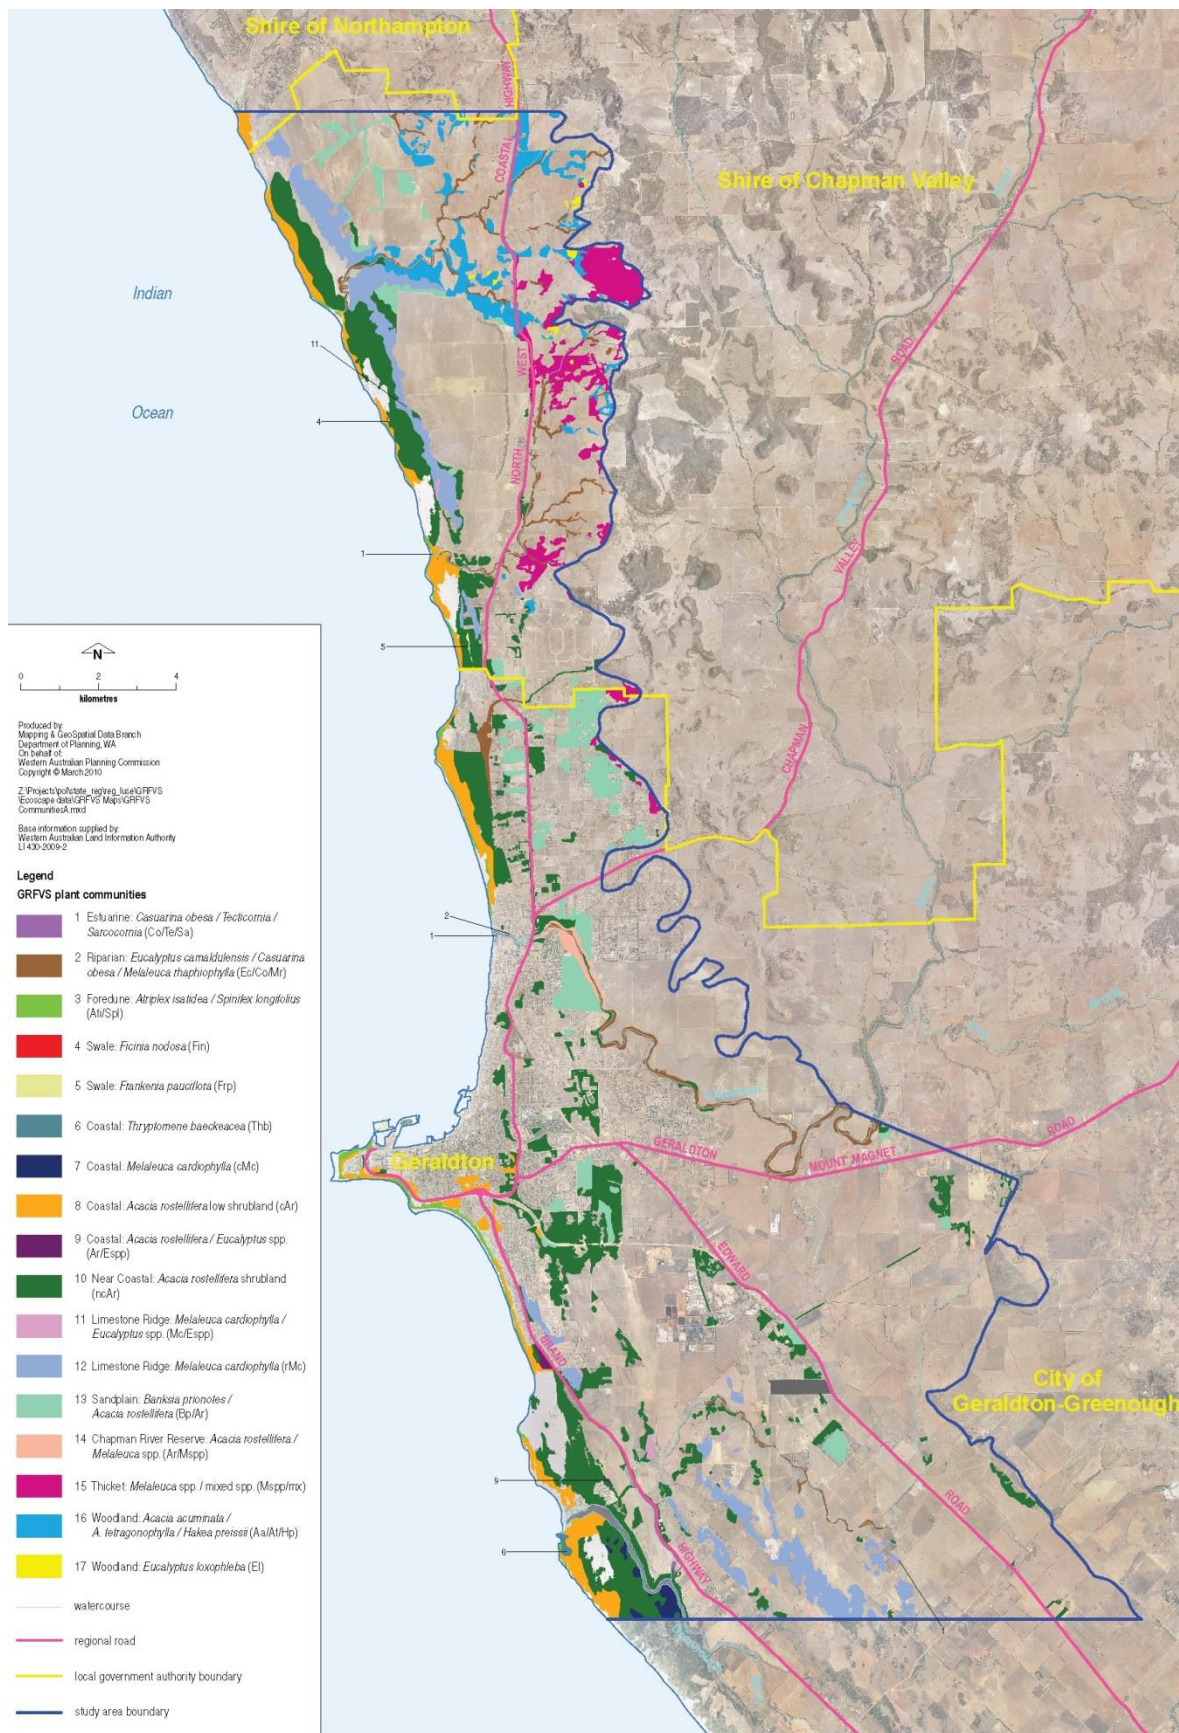 Shire of Northampton
HIGHWAY
COASTAL
Shire of Chapman Valley
Indian
11
WEST
ROAD
Ocean
4
NORTH
VALLEY
1
5
N
0 2 4
kilometres
CHAPMAN
Produced by:
Mapping & GeoSpatial Data Branch
Department of Planning, WA
On behalf of:
Western Australian Planning Commission
Copyright © March 2010
CommunitiesA.mxd
Base information supplied by:
Western Australian Land Information Authority
LI 430-2009-2
Legend
GRFVS plant communities
1 Estuarine: Casuarina obesa / Tecticornia /
Sarcocornia (Co/Te/Sa)
2 Riparian: Eucalyptus camaldulensis / Casuarina
obesa / Melaleuca rhaphiophylla (Ec/Co/Mr)
3 Foredune: Atriplex isatidea / Spinifex longifolius
(Ati/Spl)
4 Swale: Ficinia nodosa (Fin)
5 Swale: Frankenia pauciflora (Frp)
6 Coastal: Thryptomene baeckeacea (Thb)
7 Coastal: Melaleuca cardiophylla (cMc)
8 Coastal: Acacia rostellifera low shrubland (cAr)
9 Coastal: Acacia rostellifera / Eucalyptus spp.
(Ar/Espp)
10 Near Coastal: Acacia rostellifera shrubland
(ncAr)
11 Limestone Ridge: Melaleuca cardiophylla /
Eucalyptus spp. (Mc/Espp)
12 Limestone Ridge: Melaleuca cardiophylla (rMc)
13 Sandplain: Banksia prionotes /
Acacia rostellifera (Bp/Ar)
14 Chapman River Reserve: Acacia rostellifera /
Melaleuca spp. (Ar/Mspp)
15 Thicket: Melaleuca spp. / mixed spp. (Mspp/mx)
16 Woodland: Acacia acuminata /
A. tetragonophylla / Hakea preissii (Aa/At/Hp)
17 Woodland: Eucalyptus loxophleba (El)
watercourse
regional road
local government authority boundary
study area boundary
2
1
Geraldton
GERALDTON
MOUNT MAGNET
ROAD
EDWARD
BRAND
City of
Geraldton-Greenough
9
ROAD
6
HIGHWAY
1
Greenough